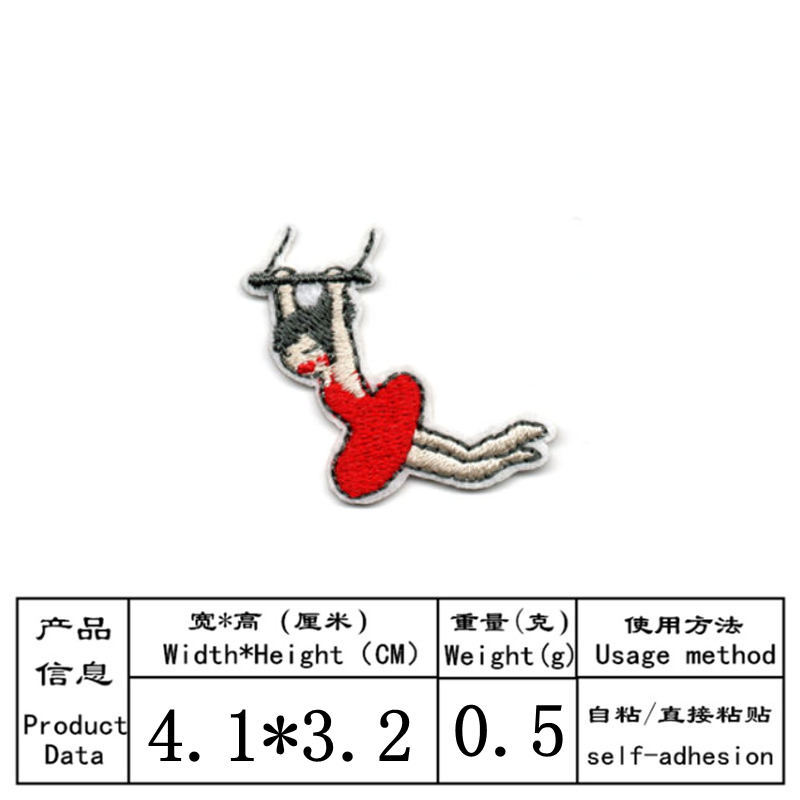 产品
信息
Product
Data
宽*高 (厘米)
Width*Height (CM)
4.1*3.2
重量(克)
Weight(g)
0.5
使用方法
Usage method
自粘/直接粘贴
self-adhesion